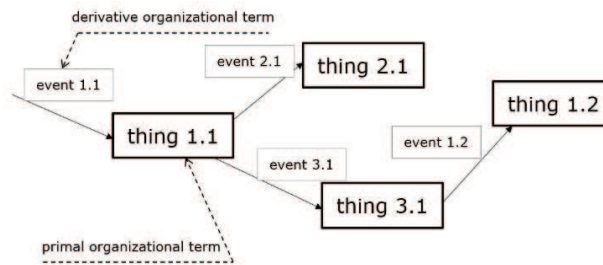 derivative organizational term
event 1.1
event 2.1
thing 2.1
thing 1.2
thing 1.1
event 1.2
event 3.1
thing 3.1
primal organizational term